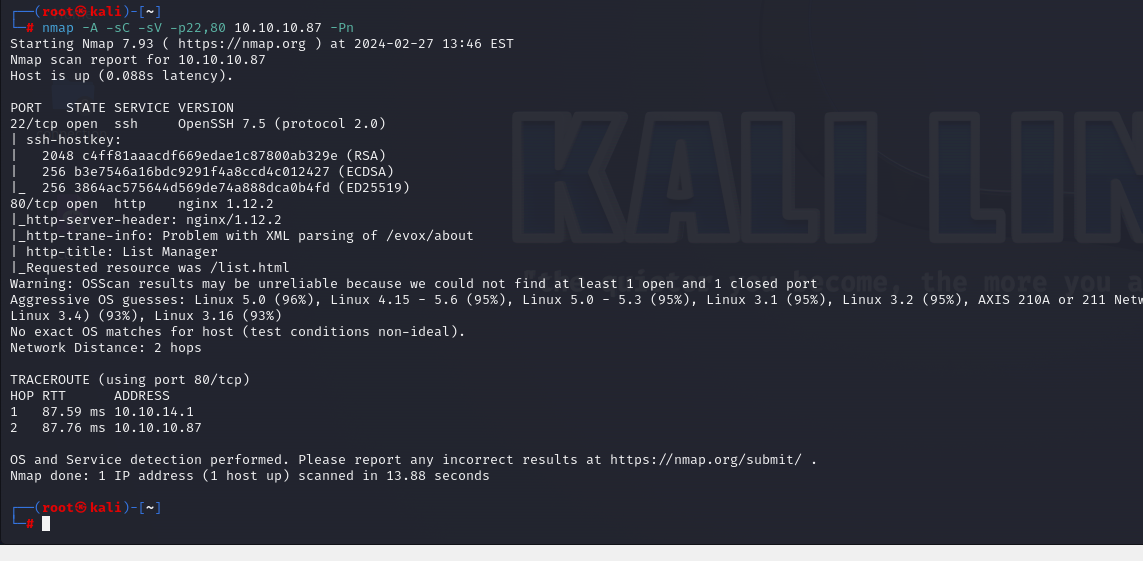 ┌──(root㉿kali)-[~]
└─# nmap -A -sC -sV -p22,80 10.10.10.87 -Pn
Starting Nmap 7.93 ( https://nmap.org ) at 2024-02-27 13:46 EST
Nmap scan report for 10.10.10.87
Host is up (0.088s latency).

PORT   STATE SERVICE VERSION
22/tcp open  ssh     OpenSSH 7.5 (protocol 2.0)
| ssh-hostkey:
|   2048 c4ff81aaacdf669edae1c87800ab329e (RSA)
|   256 b3e7546a16bdc9291f4a8ccd4c012427 (ECDSA)
|_  256 3864ac575644d569de74a888dca0b4fd (ED25519)
80/tcp open  http    nginx 1.12.2
|_http-server-header: nginx/1.12.2
|_http-trane-info: Problem with XML parsing of /evox/about
| http-title: List Manager
|_Requested resource was /list.html
Warning: OSScan results may be unreliable because we could not find at least 1 open and 1 closed port
Aggressive OS guesses: Linux 5.0 (96%), Linux 4.15 - 5.6 (95%), Linux 5.0 - 5.3 (95%), Linux 3.1 (95%), Linux 3.2 (95%), AXIS 210A or 211 Netw
Linux 3.4) (93%), Linux 3.16 (93%)
No exact OS matches for host (test conditions non-ideal).
Network Distance: 2 hops

TRACEROUTE (using port 80/tcp)
HOP RTT      ADDRESS
1   87.59 ms 10.10.14.1
2   87.76 ms 10.10.10.87

OS and Service detection performed. Please report any incorrect results at https://nmap.org/submit/ .
Nmap done: 1 IP address (1 host up) scanned in 13.88 seconds

┌──(root㉿kali)-[~]
└─#
KALI LIN
become, the more you a